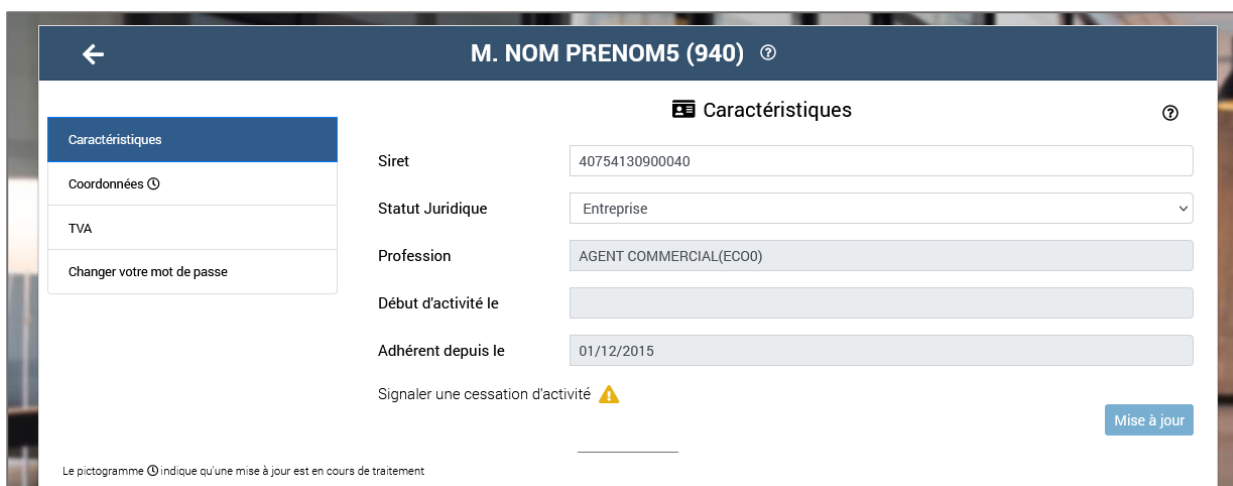 M. NOM PRENOM5 (940)
Caractéristiques
Coordonnées
TVA
Changer votre mot de passe
Caractéristiques
Siret 40754130900040
Statut Juridique Entreprise
Profession AGENT COMMERCIAL(ECO0)
Début d'activité le
Adhérent depuis le 01/12/2015
Signaler une cessation d'activité
Mise à jour
Le pictogramme indique qu'une mise à jour est en cours de traitement